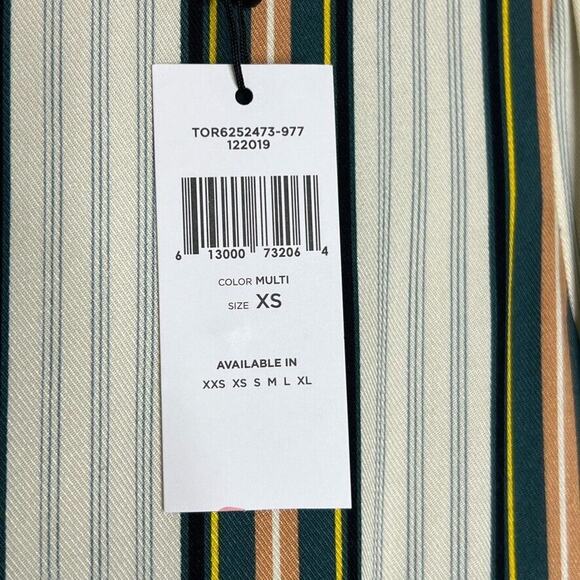 TOR6252473-977
122019
6 13000 73206 4
COLOR MULTI
SIZE XS
AVAILABLE IN
XXS XS S M L XL